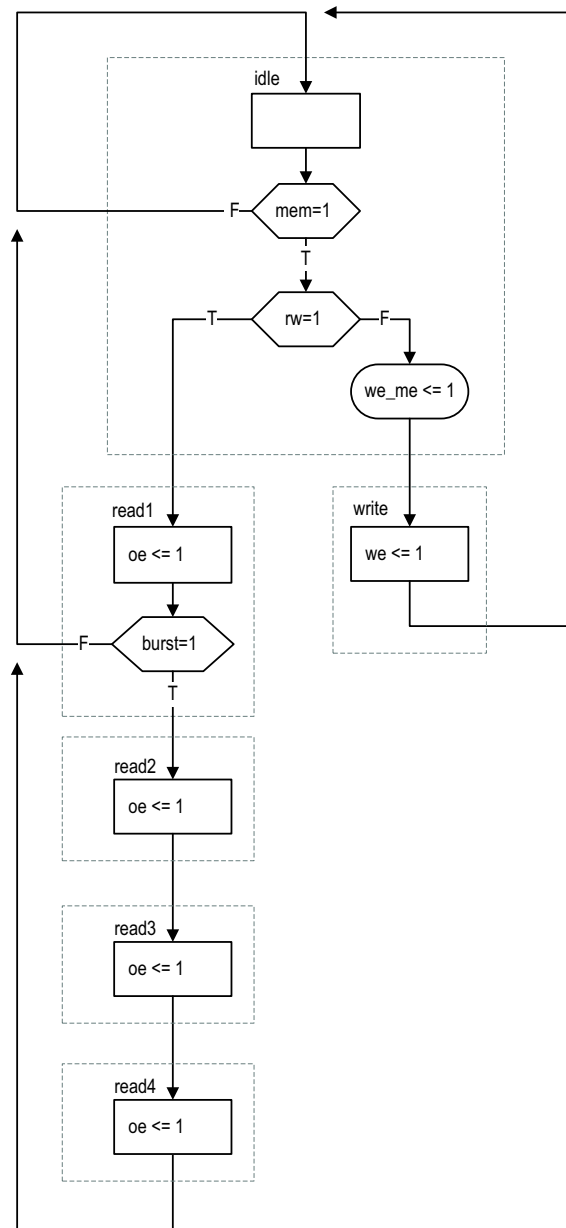 idle
mem=1
F
T
rw=1
T
F
we_me <= 1
read1
oe <= 1
write
we <= 1
burst=1
F
T
read2
oe <= 1
read3
oe <= 1
read4
oe <= 1